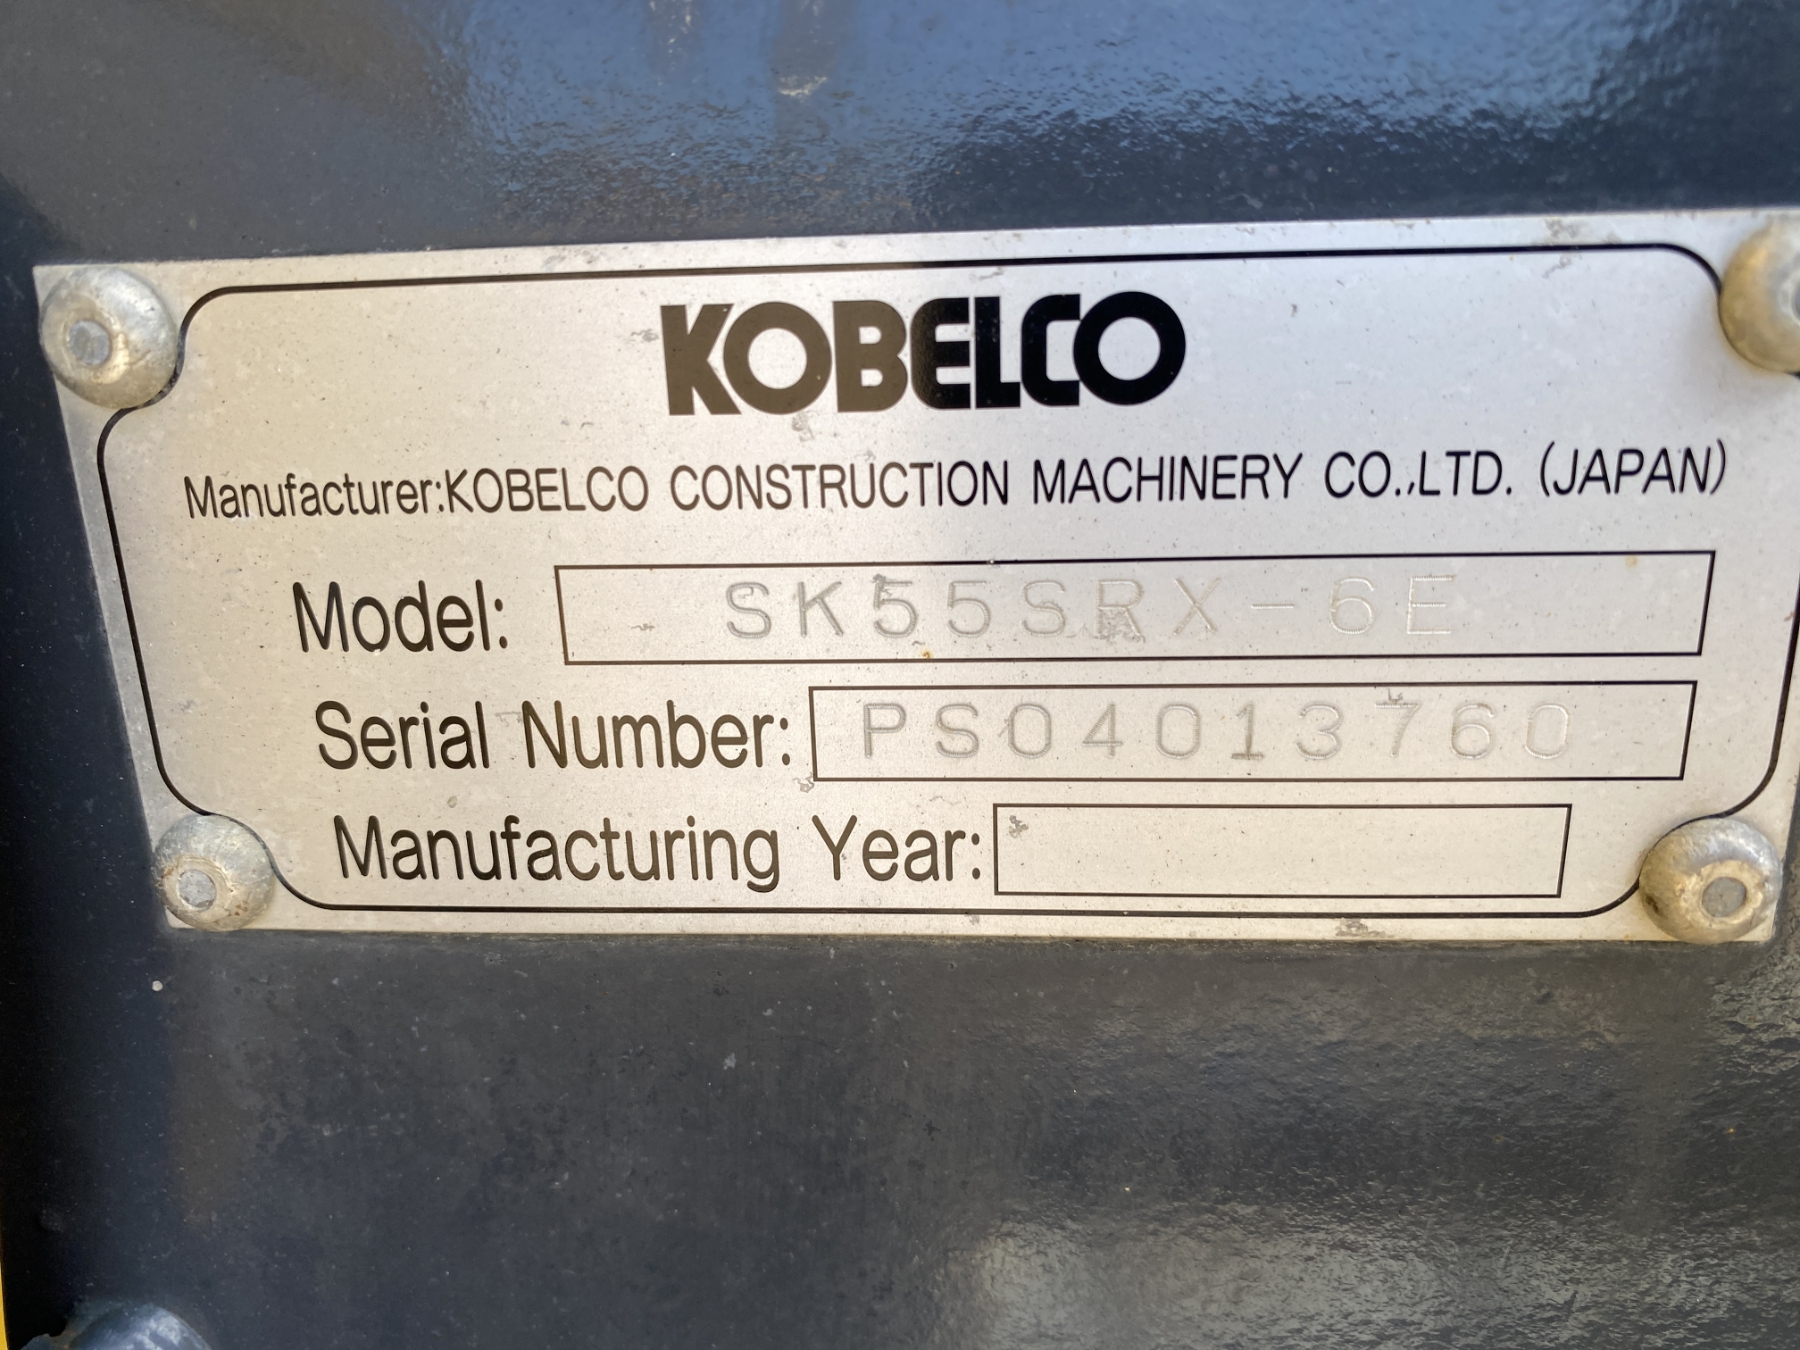 KOBELCO
Manufacturer:KOBELCO CONSTRUCTION MACHINERY CO.,LTD. (JAPAN)
Model: SK55SRX-6E
Serial Number: PS04013760
Manufacturing Year: